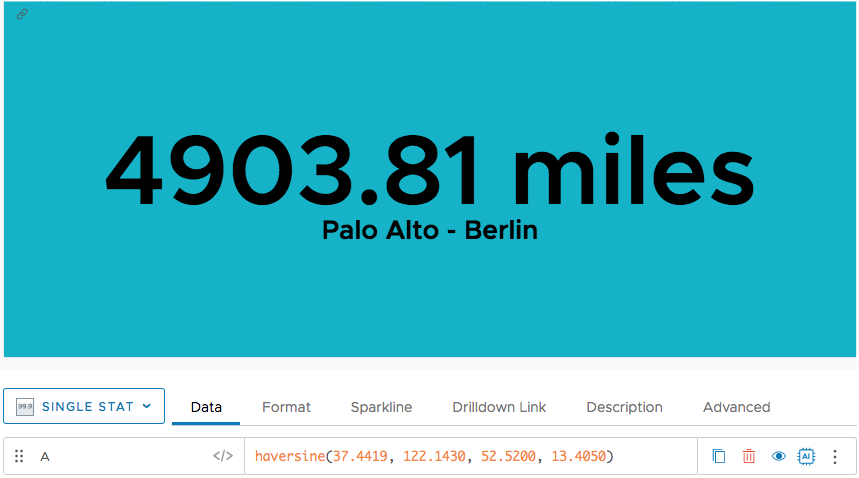 4903.81 miles
Palo Alto - Berlin
99.9 SINGLE STAT Data Format Sparkline Drilldown Link Description Advanced
A </> haversine(37.4419, 122.1430, 52.5200, 13.4050) AI